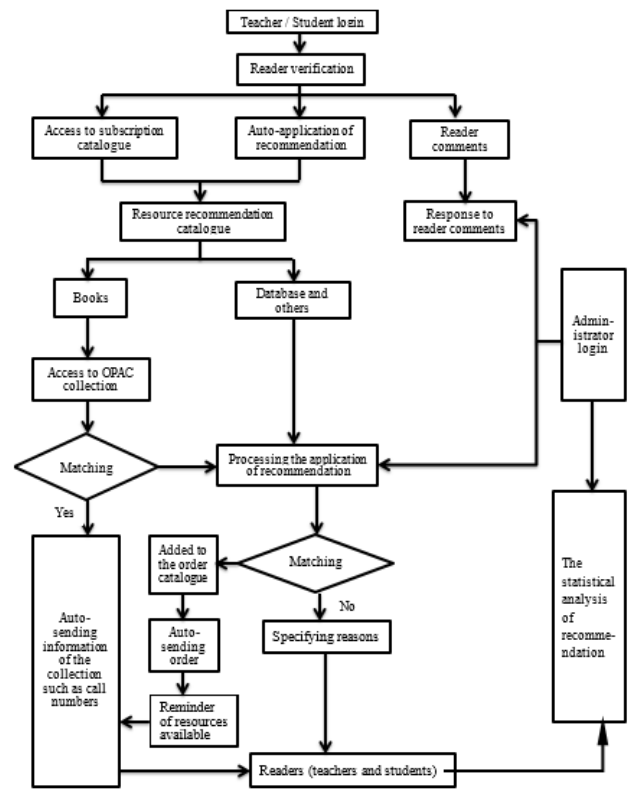 Teacher / Student login
Reader verification
Access to subscription
catalogue
Auto-application of
recommendation
Reader
comments
Resource recommendation
catalogue
Response to
reader comments
Books
Database and
others
Admin-
istrator
login
Access to OPAC
collection
Matching
Processing the application
of recommendation
Yes
Added to
the order
catalogue
Matching
No
The
statistical
analysis
of
recomme-
ndation
Auto-
sending
information
of the
collection
such as call
numbers
Auto-
sending
order
Specifying reasons
Reminder
of resources
available
Readers (teachers and students)